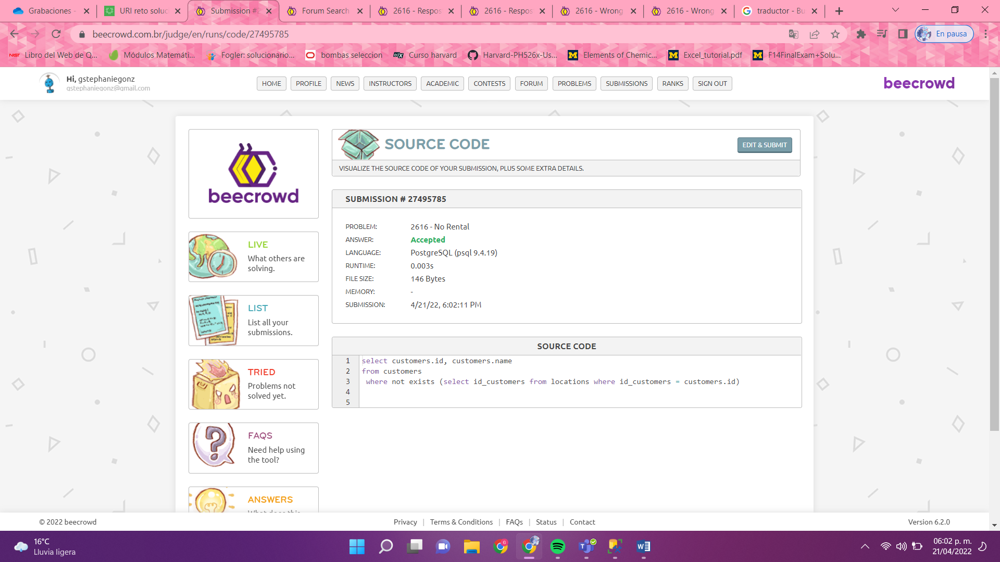 Grabaciones -
URI reto soluc
Submission #2
Forum Search
2616 - Respos
2616 - Respos
2616 - Wrong
2616 - Wrong
traductor - Bu
beecrowd.com.br/judge/en/runs/code/27495785
En pausa
NIST Libro del Web de Q...
Módulos Matemáti...
Fogler: solucionario...
bombas seleccion
edX Curso harvard
Harvard-PH526x-Us...
M Elements of Chemic...
M Excel_tutorial.pdf
M F14FinalExam+Solu...
Hi, gstephaniegonz
gstephaniegonz@gmail.com
HOME
PROFILE
NEWS
INSTRUCTORS
ACADEMIC
CONTESTS
FORUM
PROBLEMS
SUBMISSIONS
RANKS
SIGN OUT
beecrowd
beecrowd
LIVE
What others are
solving.
LIST
List all your
submissions.
TRIED
Problems not
solved yet.
FAQS
Need help using
the tool?
ANSWERS
SOURCE CODE
EDIT & SUBMIT
VISUALIZE THE SOURCE CODE OF YOUR SUBMISSION, PLUS SOME EXTRA DETAILS.
SUBMISSION # 27495785
PROBLEM: 2616 - No Rental
ANSWER: Accepted
LANGUAGE: PostgreSQL (psql 9.4.19)
RUNTIME: 0.003s
FILE SIZE: 146 Bytes
MEMORY: -
SUBMISSION: 4/21/22, 6:02:11 PM
SOURCE CODE
1 select customers.id, customers.name
2 from customers
3 where not exists (select id_customers from locations where id_customers = customers.id)
4
5
© 2022 beecrowd
Privacy | Terms & Conditions | FAQs | Status | Contact
Version 6.2.0
16°C
Lluvia ligera
06:02 p. m.
21/04/2022